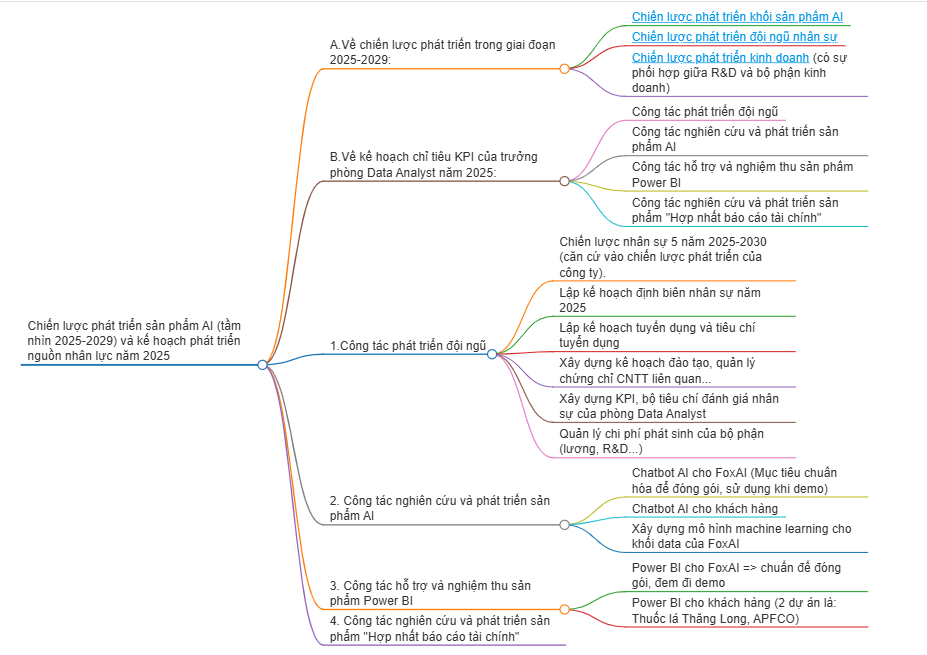 Chiến lược phát triển sản phẩm AI (tầm
nhìn 2025-2029) và kế hoạch phát triển
nguồn nhân lực năm 2025
A.Về chiến lược phát triển trong giai đoạn
2025-2029:
Chiến lược phát triển khối sản phẩm AI
Chiến lược phát triển đội ngũ nhân sự
Chiến lược phát triển kinh doanh (có sự
phối hợp giữa R&D và bộ phận kinh
doanh)
B.Về kế hoạch chỉ tiêu KPI của trưởng
phòng Data Analyst năm 2025:
Công tác phát triển đội ngũ
Công tác nghiên cứu và phát triển sản
phẩm AI
Công tác hỗ trợ và nghiệm thu sản phẩm
Power BI
Công tác nghiên cứu và phát triển sản
phẩm "Hợp nhất báo cáo tài chính"
1.Công tác phát triển đội ngũ
Chiến lược nhân sự 5 năm 2025-2030
(căn cứ vào chiến lược phát triển của
công ty).
Lập kế hoạch định biên nhân sự năm
2025
Lập kế hoạch tuyển dụng và tiêu chí
tuyển dụng
Xây dựng kế hoạch đào tạo, quản lý
chứng chỉ CNTT liên quan...
Xây dựng KPI, bộ tiêu chí đánh giá nhân
sự của phòng Data Analyst
Quản lý chi phí phát sinh của bộ phận
(lương, R&D...)
2. Công tác nghiên cứu và phát triển sản
phẩm AI
Chatbot AI cho FoxAI (Mục tiêu chuẩn
hóa để đóng gói, sử dụng khi demo)
Chatbot AI cho khách hàng
Xây dựng mô hình machine learning cho
khối data của FoxAI
3. Công tác hỗ trợ và nghiệm thu sản
phẩm Power BI
Power BI cho FoxAI => chuẩn để đóng
gói, đem đi demo
Power BI cho khách hàng (2 dự án là:
Thuốc lá Thăng Long, APFCO)
4. Công tác nghiên cứu và phát triển sản
phẩm "Hợp nhất báo cáo tài chính"